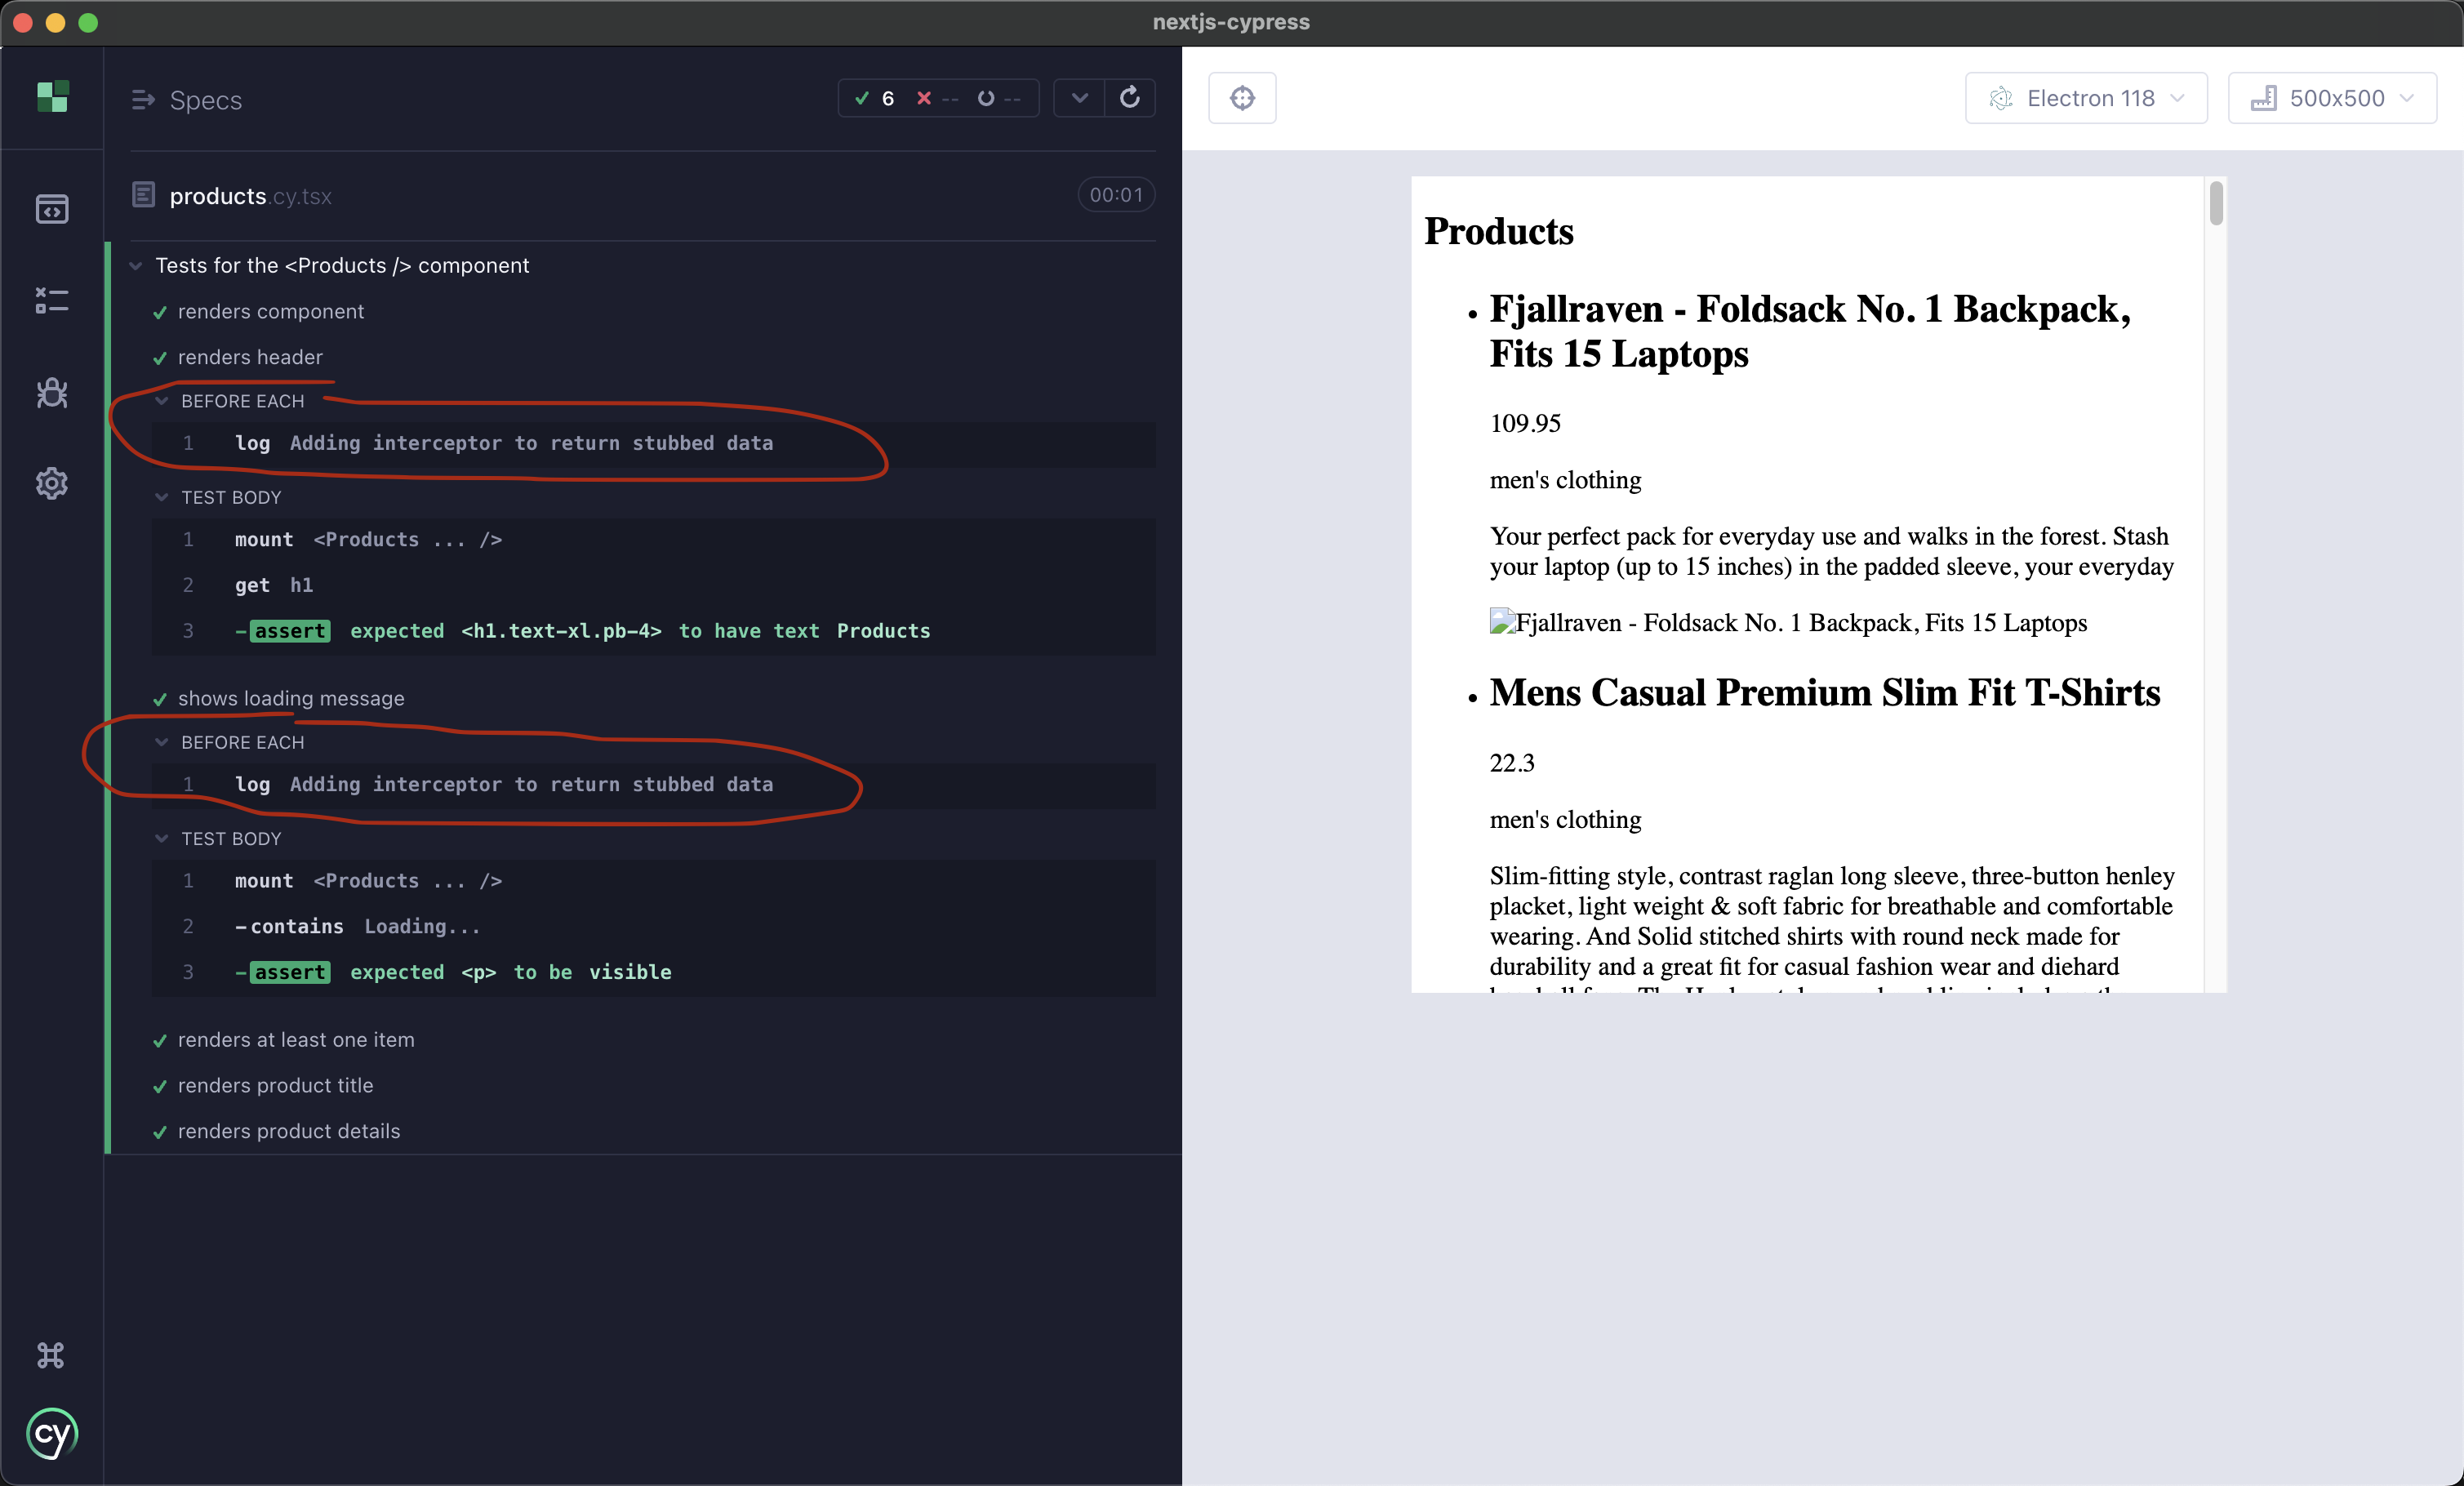 nextjs-cypress
Specs
6 -- --
products.cy.tsx
00:01
Tests for the <Products /> component
renders component
renders header
BEFORE EACH
1 log Adding interceptor to return stubbed data
TEST BODY
1 mount <Products ... />
2 get h1
3 -assert expected <h1.text-xl.pb-4> to have text Products
shows loading message
BEFORE EACH
1 log Adding interceptor to return stubbed data
TEST BODY
1 mount <Products ... />
2 -contains Loading...
3 -assert expected <p> to be visible
renders at least one item
renders product title
renders product details
cy
Electron 118
500x500
Products
• Fjallraven - Foldsack No. 1 Backpack,
Fits 15 Laptops
109.95
men's clothing
Your perfect pack for everyday use and walks in the forest. Stash
your laptop (up to 15 inches) in the padded sleeve, your everyday
Fjallraven - Foldsack No. 1 Backpack, Fits 15 Laptops
• Mens Casual Premium Slim Fit T-Shirts
22.3
men's clothing
Slim-fitting style, contrast raglan long sleeve, three-button henley
placket, light weight & soft fabric for breathable and comfortable
wearing. And Solid stitched shirts with round neck made for
durability and a great fit for casual fashion wear and diehard